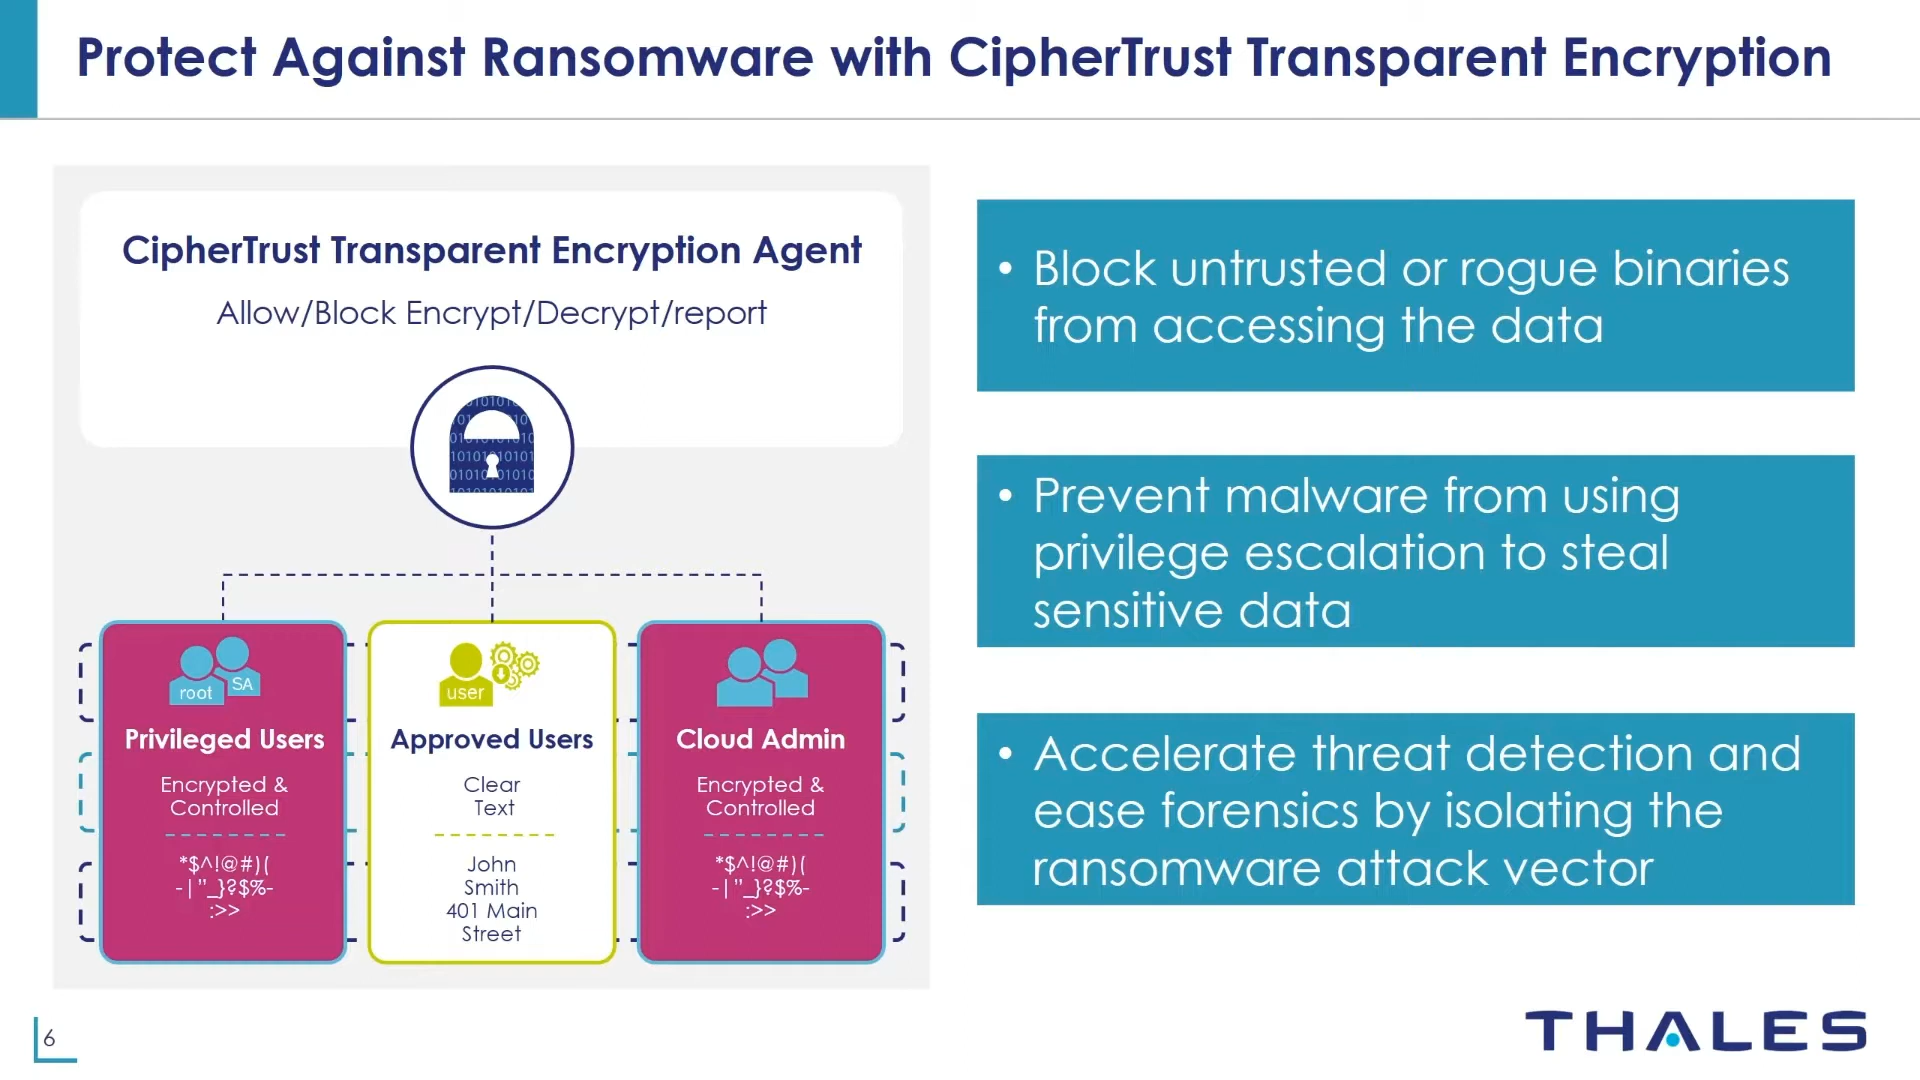 Protect Against Ransomware with CipherTrust Transparent Encryption
CipherTrust Transparent Encryption Agent
Allow/Block Encrypt/Decrypt/report
root
SA
Privileged Users
Encrypted &
Controlled
*$^!@#)(
-|”_}?$%-
:>>
user
Approved Users
Clear
Text
John
Smith
401 Main
Street
Cloud Admin
Encrypted &
Controlled
*$^!@#)(
-|”_}?$%-
:>>
• Block untrusted or rogue binaries
from accessing the data
• Prevent malware from using
privilege escalation to steal
sensitive data
• Accelerate threat detection and
ease forensics by isolating the
ransomware attack vector
6
THALES